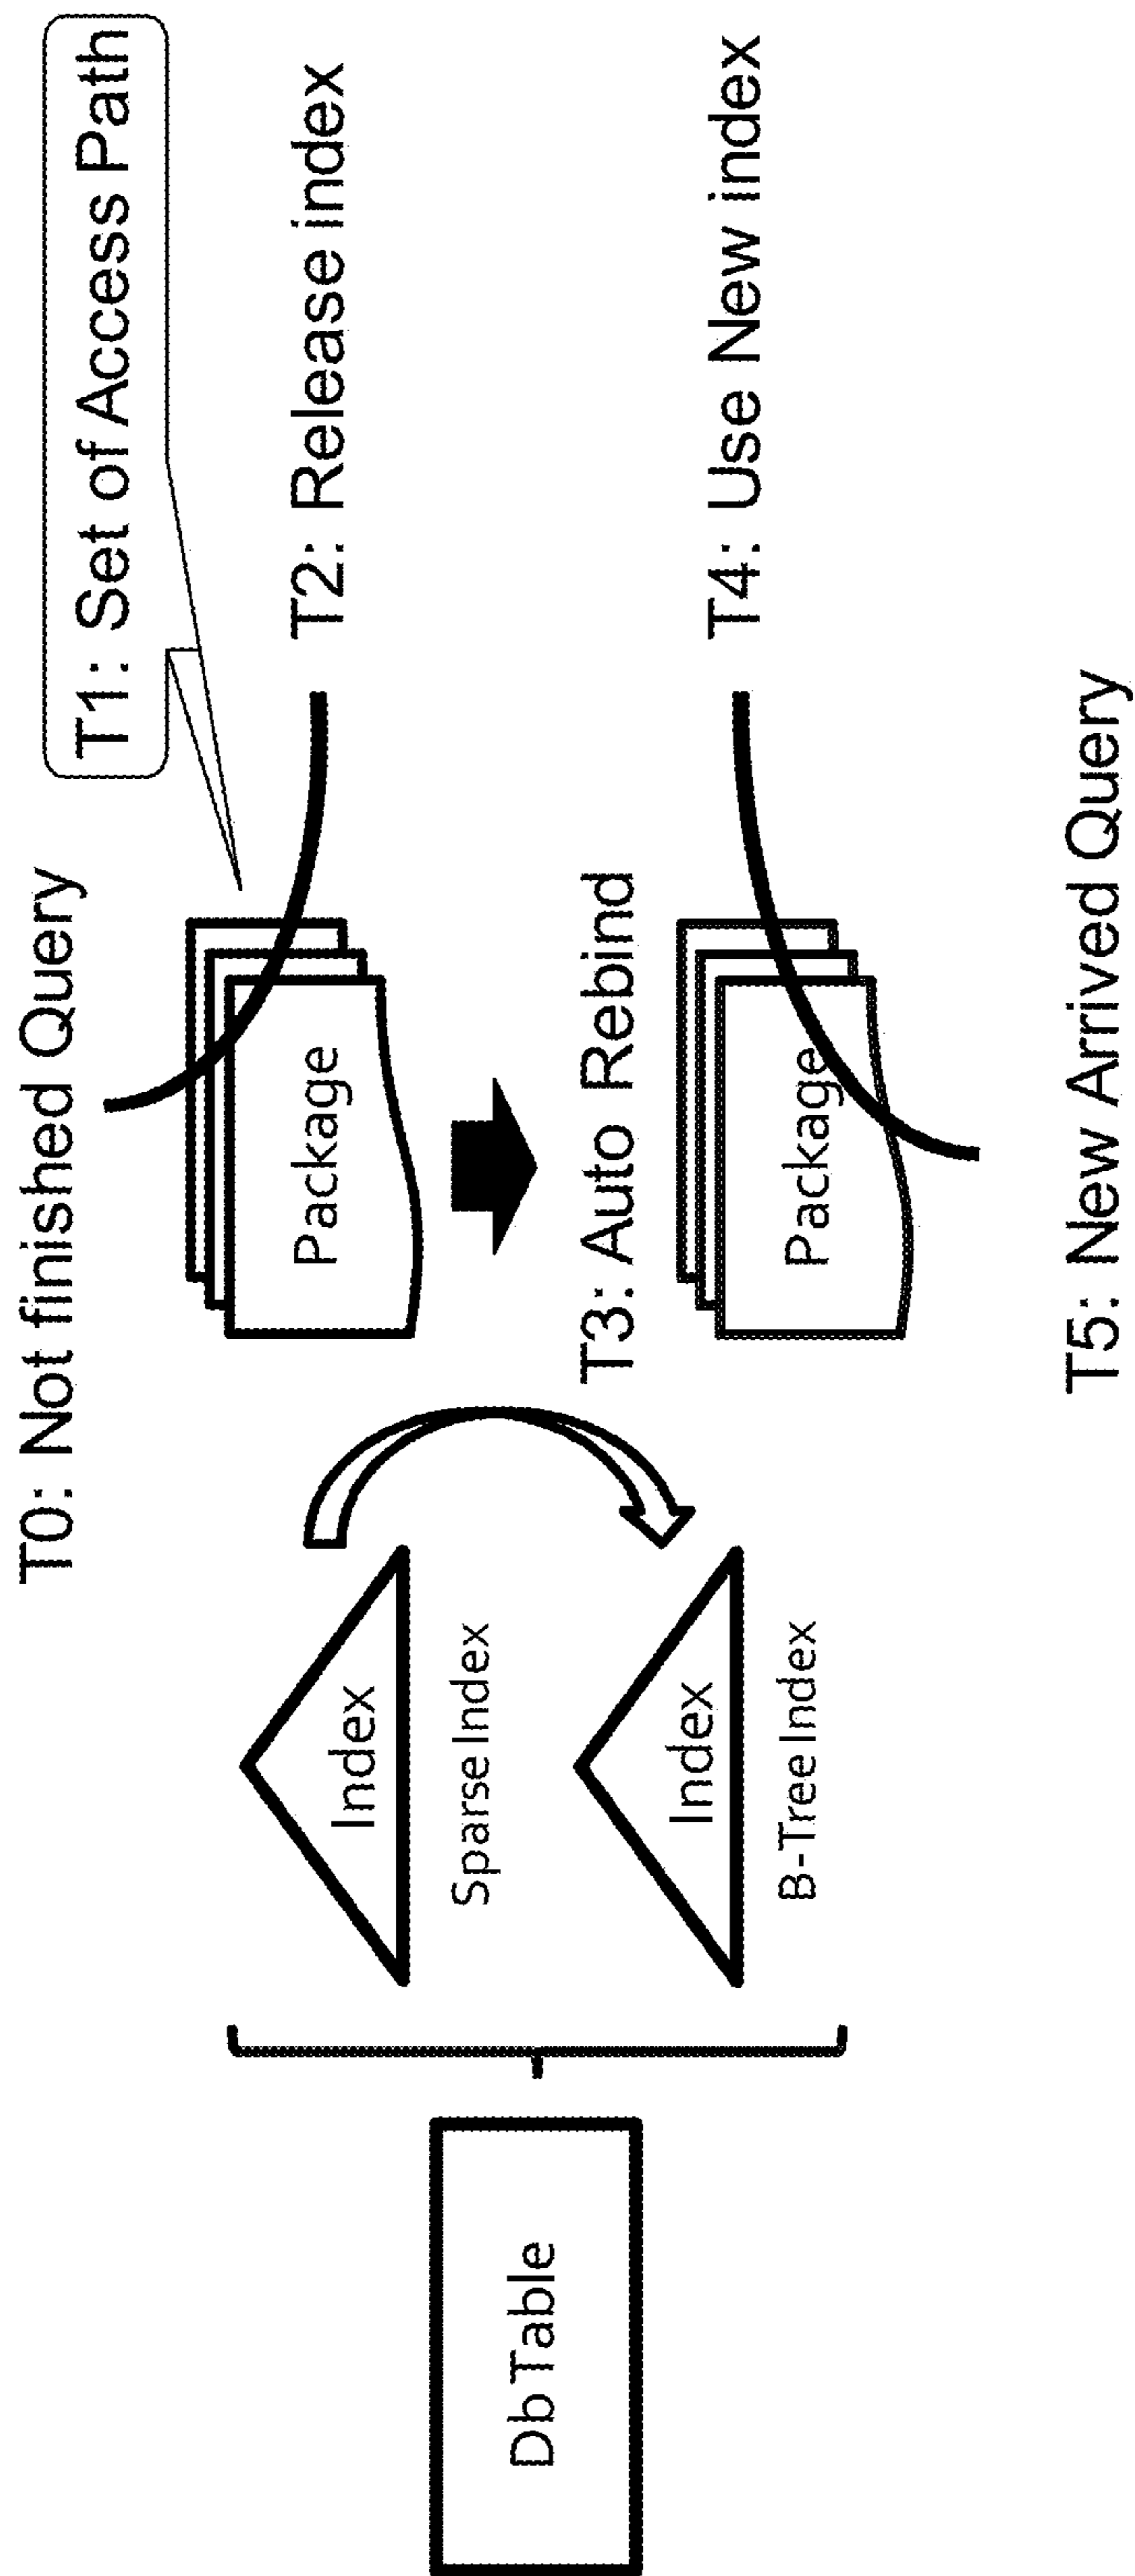 T0: Not finished Query
T1: Set of Access Path
Package
T2: Release index
Index
Sparse Index
Db Table
T3: Auto Rebind
Index
B-Tree Index
Package
T4: Use New index
T5: New Arrived Query